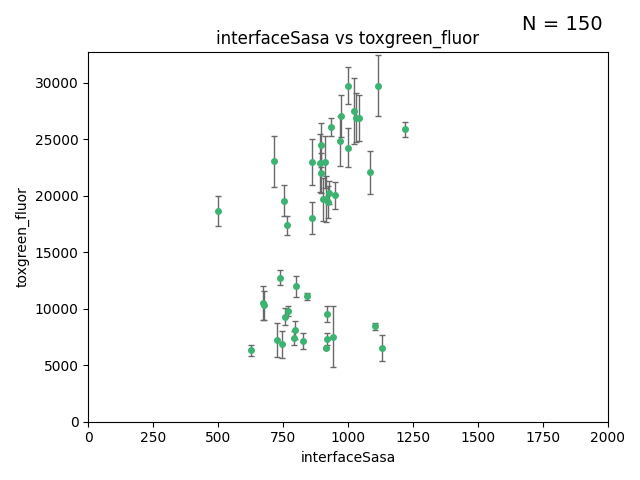 N = 150
interfaceSasa vs toxgreen_fluor
toxgreen_fluor
30000
25000
20000
15000
10000
5000
0
0 250 500 750 1000 1250 1500 1750 2000
interfaceSasa